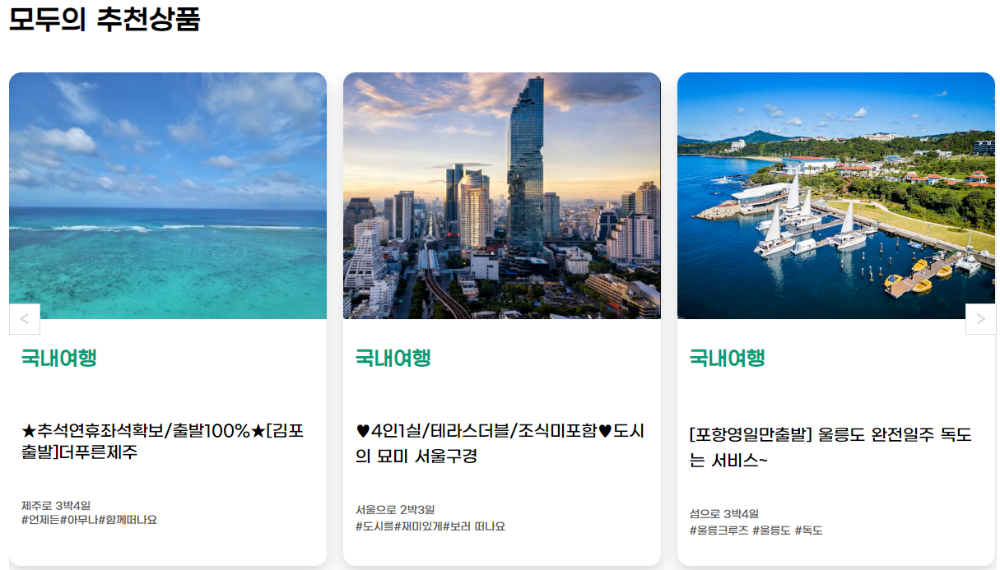 모두의 추천상품
<
>
국내여행
★추석연휴좌석확보/출발100%★[김포
출발]더푸른제주
제주로 3박4일
#언제든#아무나#함께떠나요
국내여행
♥4인1실/테라스더블/조식미포함♥도시
의 묘미 서울구경
서울으로 2박3일
#도시를#재미있게#보러 떠나요
국내여행
[포항영일만출발] 울릉도 완전일주 독도
는 서비스~
섬으로 3박4일
#울릉크루즈 #울릉도 #독도